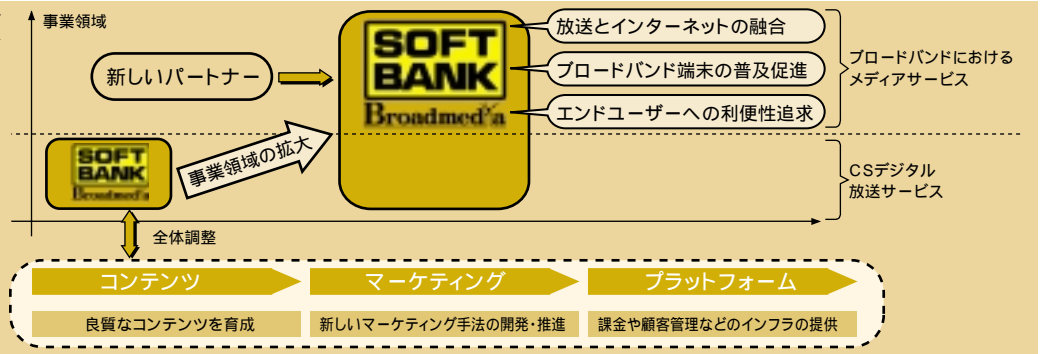 事業領域
SOFT
BANK
Broadmedia
放送とインターネットの融合
ブロードバンド端末の普及促進
エンドユーザーへの利便性追求
ブロードバンドにおける
メディアサービス
新しいパートナー
事業領域の拡大
SOFT
BANK
Broadmedia
CSデジタル
放送サービス
全体調整
コンテンツ
マーケティング
プラットフォーム
良質なコンテンツを育成
新しいマーケティング手法の開発・推進
課金や顧客管理などのインフラの提供